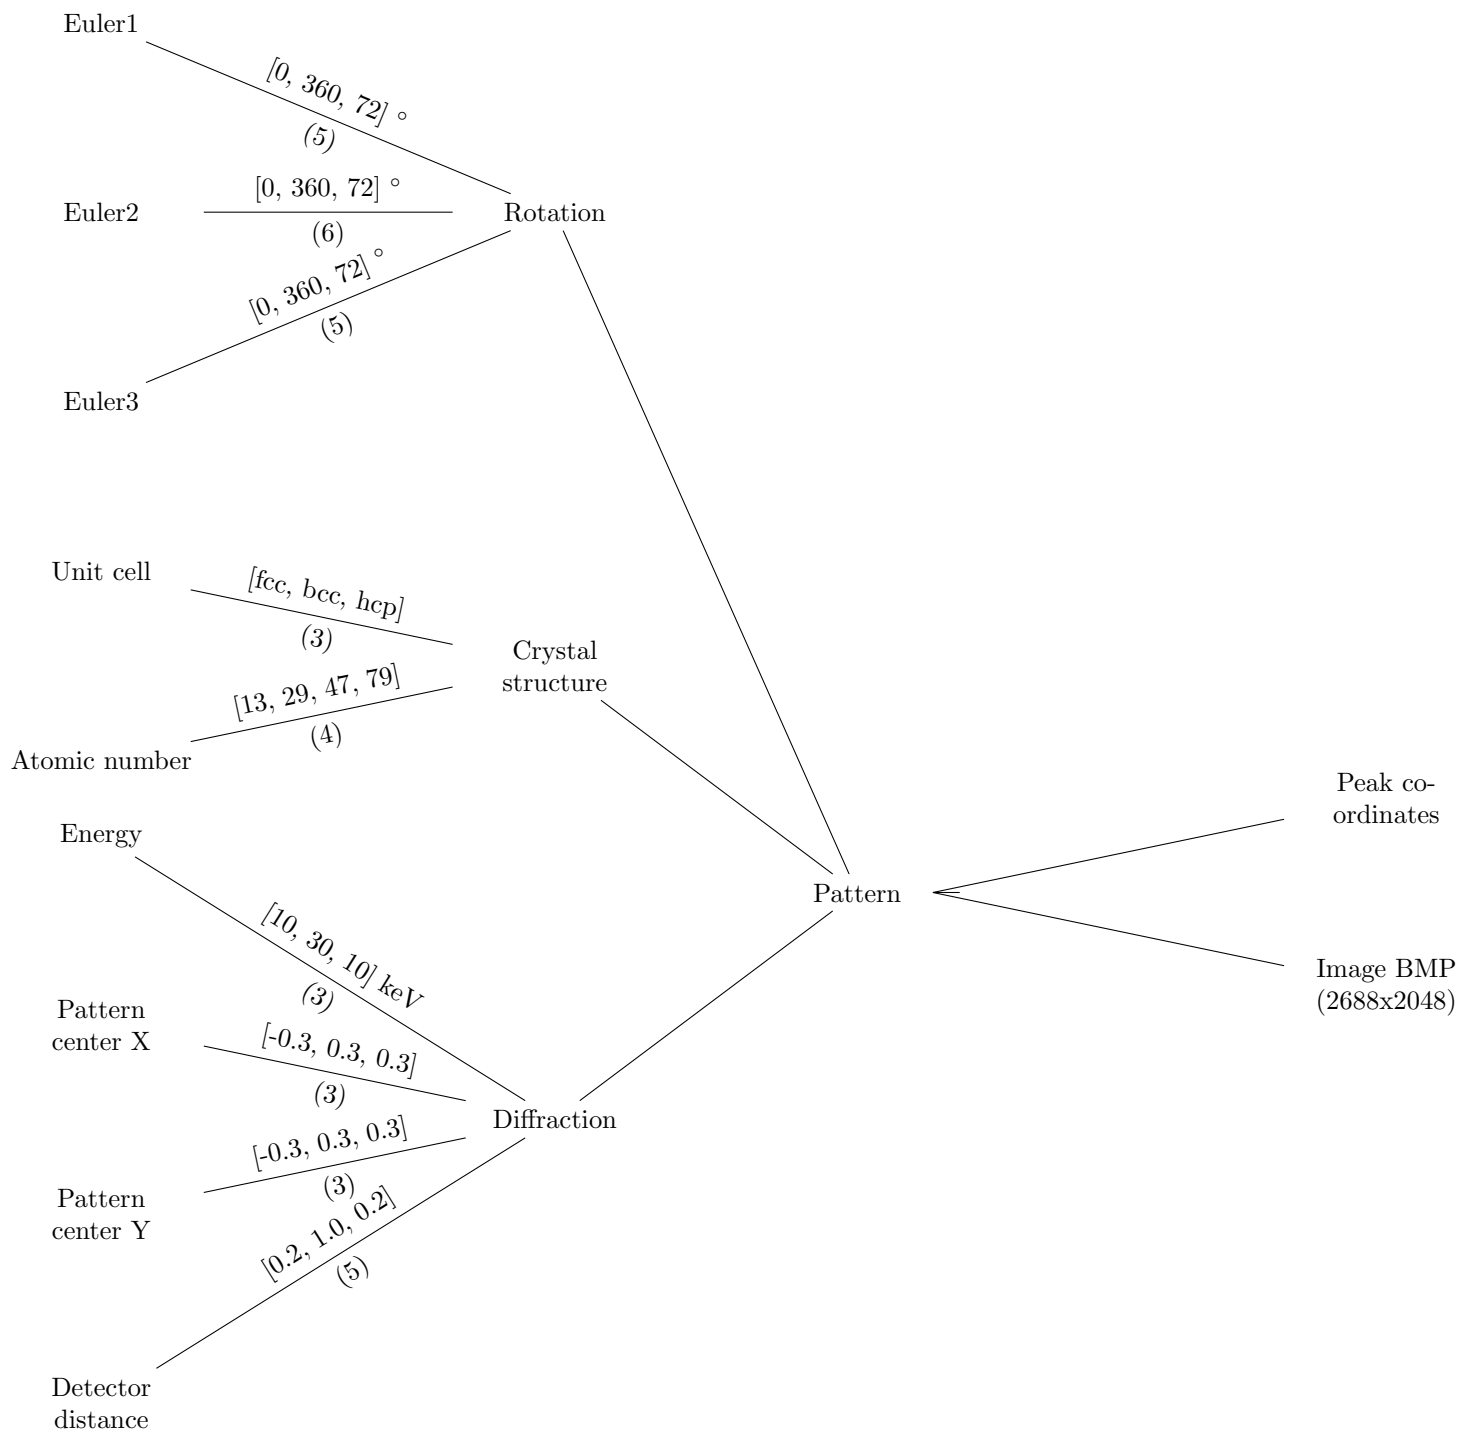 Euler1
[0, 360, 72] °
(5)
[0, 360, 72] °
Euler2
Rotation
(6)
[0, 360, 72] °
(5)
Euler3
Unit cell
[fcc, bcc, hcp]
(3)
Crystal
structure
[13, 29, 47, 79]
(4)
Atomic number
Peak co-
ordinates
Energy
Pattern
[10, 30, 10] keV
(3)
Image BMP
(2688x2048)
Pattern
center X
[-0.3, 0.3, 0.3]
(3)
Diffraction
[-0.3, 0.3, 0.3]
(3)
Pattern
center Y
[0.2, 1.0, 0.2]
(5)
Detector
distance